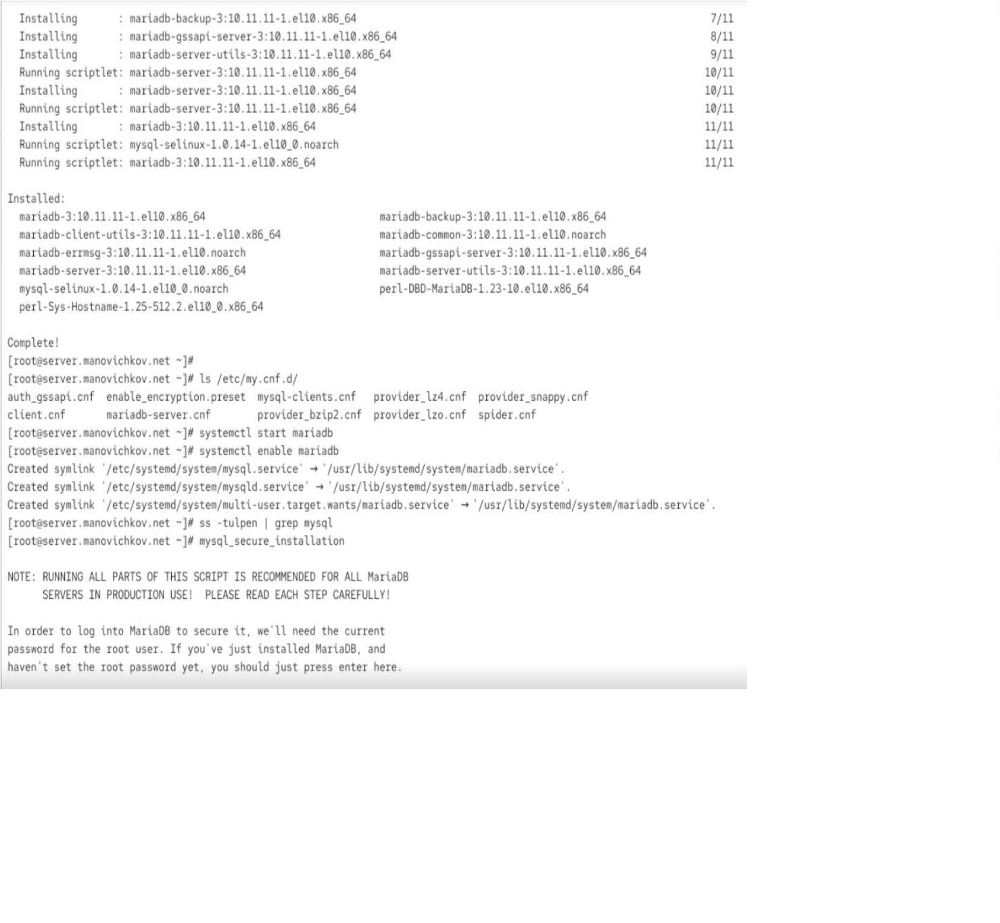 Installing       : mariadb-backup-3:10.11.11-1.el10.x86_64 7/11
Installing       : mariadb-gssapi-server-3:10.11.11-1.el10.x86_64 8/11
Installing       : mariadb-server-utils-3:10.11.11-1.el10.x86_64 9/11
Running scriptlet: mariadb-server-3:10.11.11-1.el10.x86_64 10/11
Installing       : mariadb-server-3:10.11.11-1.el10.x86_64 10/11
Running scriptlet: mariadb-server-3:10.11.11-1.el10.x86_64 10/11
Installing       : mariadb-3:10.11.11-1.el10.x86_64 11/11
Running scriptlet: mysql-selinux-1.0.14-1.el10_0.noarch 11/11
Running scriptlet: mariadb-3:10.11.11-1.el10.x86_64 11/11
Installed:
mariadb-3:10.11.11-1.el10.x86_64 mariadb-backup-3:10.11.11-1.el10.x86_64
mariadb-client-utils-3:10.11.11-1.el10.x86_64 mariadb-common-3:10.11.11-1.el10.noarch
mariadb-errmsg-3:10.11.11-1.el10.noarch mariadb-gssapi-server-3:10.11.11-1.el10.x86_64
mariadb-server-3:10.11.11-1.el10.x86_64 mariadb-server-utils-3:10.11.11-1.el10.x86_64
mysql-selinux-1.0.14-1.el10_0.noarch perl-DBD-MariaDB-1.23-10.el10.x86_64
perl-Sys-Hostname-1.25-512.2.el10_0.x86_64
Complete!
[root@server.manovichkov.net ~]#
[root@server.manovichkov.net ~]# ls /etc/my.cnf.d/
auth_gssapi.cnf enable_encryption.preset mysql-clients.cnf provider_lz4.cnf provider_snappy.cnf
client.cnf mariadb-server.cnf provider_bzip2.cnf provider_lzo.cnf spider.cnf
[root@server.manovichkov.net ~]# systemctl start mariadb
[root@server.manovichkov.net ~]# systemctl enable mariadb
Created symlink '/etc/systemd/system/mysql.service' → '/usr/lib/systemd/system/mariadb.service'.
Created symlink '/etc/systemd/system/mysqld.service' → '/usr/lib/systemd/system/mariadb.service'.
Created symlink '/etc/systemd/system/multi-user.target.wants/mariadb.service' → '/usr/lib/systemd/system/mariadb.service'.
[root@server.manovichkov.net ~]# ss -tulpen | grep mysql
[root@server.manovichkov.net ~]# mysql_secure_installation
NOTE: RUNNING ALL PARTS OF THIS SCRIPT IS RECOMMENDED FOR ALL MariaDB
SERVERS IN PRODUCTION USE!  PLEASE READ EACH STEP CAREFULLY!
In order to log into MariaDB to secure it, we'll need the current
password for the root user. If you've just installed MariaDB, and
haven't set the root password yet, you should just press enter here.